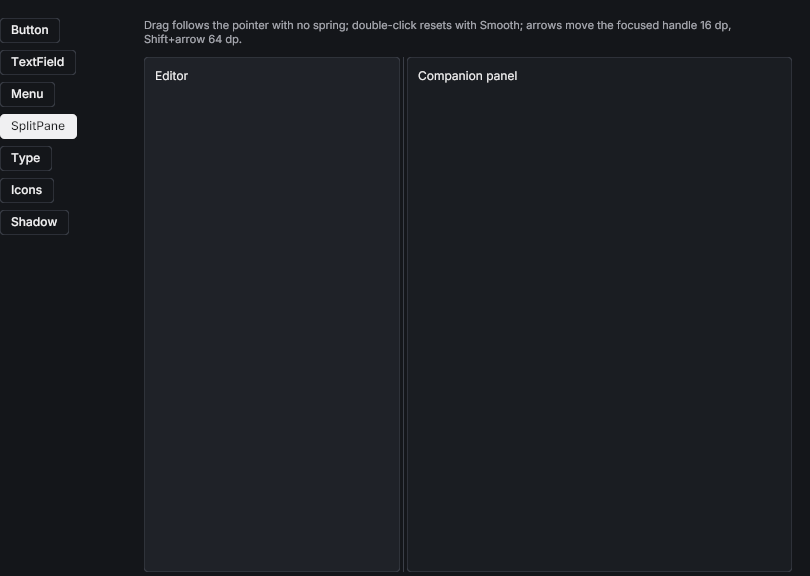 Button
TextField
Menu
SplitPane
Type
Icons
Shadow
Drag follows the pointer with no spring; double-click resets with Smooth; arrows move the focused handle 16 dp,
Shift+arrow 64 dp.
Editor
Companion panel